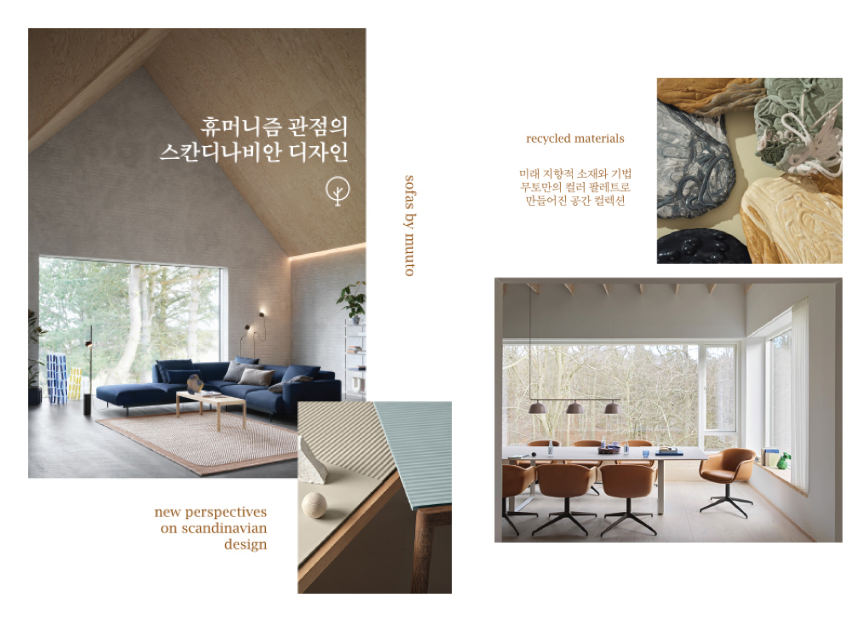 휴머니즘 관점의
스칸디나비안 디자인
sofas by muuto
new perspectives
on scandinavian
design
recycled materials
미래 지향적 소재와 기법
무토만의 컬러 팔레트로
만들어진 공간 컬렉션